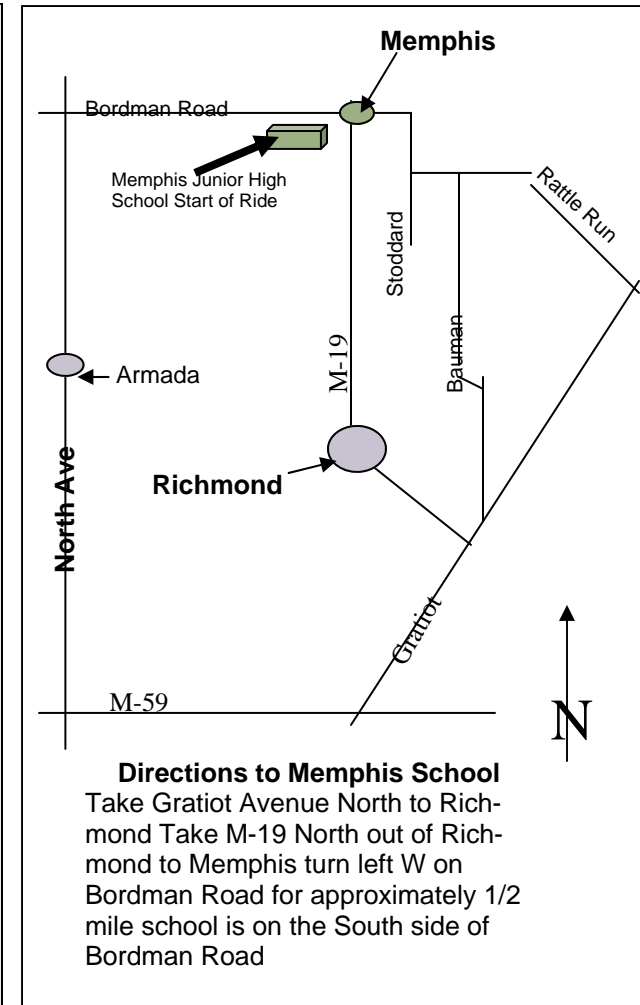 Memphis
Bordman Road
Memphis Junior High
School Start of Ride
Rattle Run
Stoddard
M-19
Bauman
Armada
Richmond
North Ave
Gratiot
M-59
N
Directions to Memphis School
Take Gratiot Avenue North to Rich-
mond Take M-19 North out of Rich-
mond to Memphis turn left W on
Bordman Road for approximately 1/2
mile school is on the South side of
Bordman Road